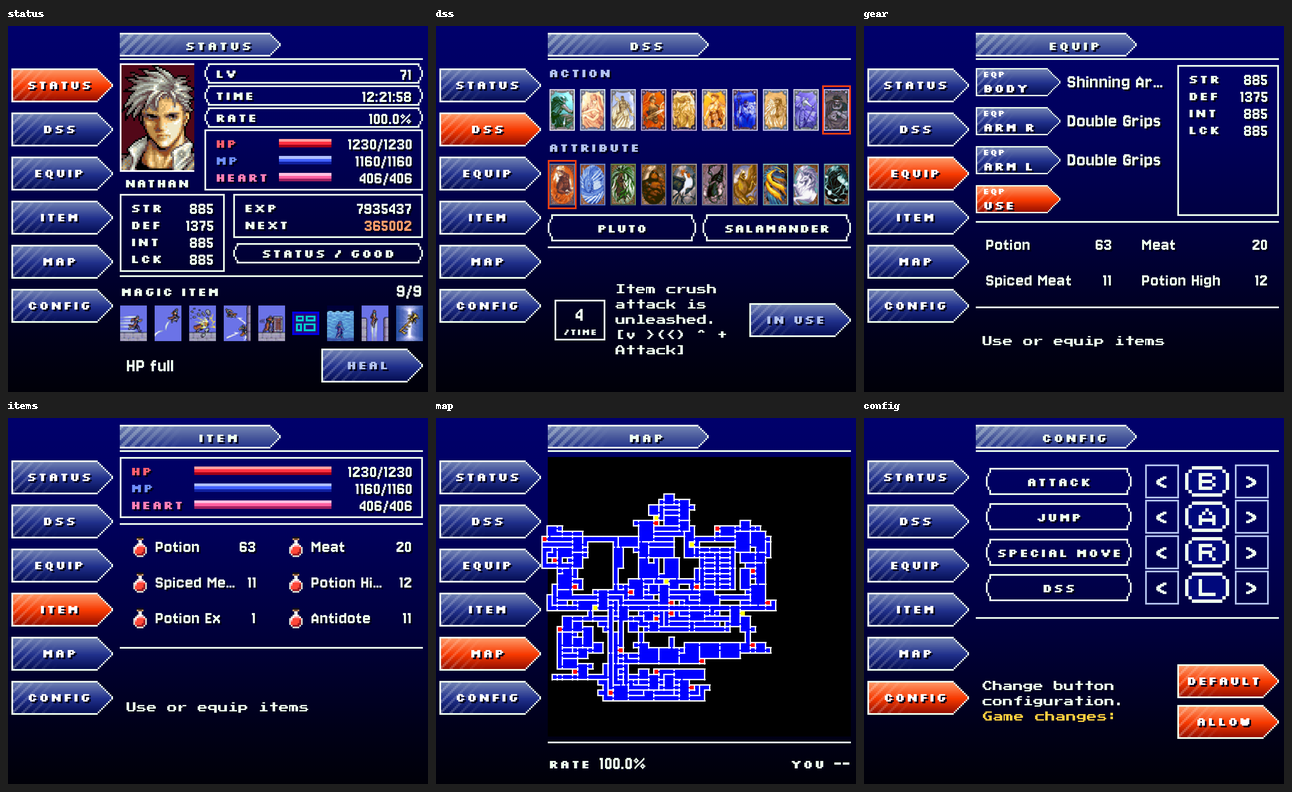 status
STATUS
STATUS
DSS
EQUIP
ITEM
MAP
CONFIG
NATHAN
LV 71
TIME 12:21:58
RATE 100.0%
HP 1230/1230
MP 1160/1160
HEART 406/406
STR 885
DEF 1375
INT 885
LCK 885
EXP 7935437
NEXT 365002
STATUS / GOOD
MAGIC ITEM 9/9
HP full
HEAL
dss
DSS
STATUS
DSS
EQUIP
ITEM
MAP
CONFIG
ACTION
ATTRIBUTE
PLUTO
SALAMANDER
4
/TIME
Item crush
attack is
unleashed.
[v >(() ^ +
Attack]
IN USE
gear
EQUIP
STATUS
DSS
EQUIP
ITEM
MAP
CONFIG
EQP
BODY
Shinning Ar...
EQP
ARM R
Double Grips
EQP
ARM L
Double Grips
EQP
USE
STR 885
DEF 1375
INT 885
LCK 885
Potion 63 Meat 20
Spiced Meat 11 Potion High 12
Use or equip items
items
ITEM
STATUS
DSS
EQUIP
ITEM
MAP
CONFIG
HP 1230/1230
MP 1160/1160
HEART 406/406
Potion 63 Meat 20
Spiced Me... 11 Potion Hi... 12
Potion Ex 1 Antidote 11
Use or equip items
map
MAP
STATUS
DSS
EQUIP
ITEM
MAP
CONFIG
RATE 100.0% YOU --
config
CONFIG
STATUS
DSS
EQUIP
ITEM
MAP
CONFIG
ATTACK < B >
JUMP < A >
SPECIAL MOVE < R >
DSS < L >
Change button
configuration.
Game changes:
DEFAULT
ALLOW